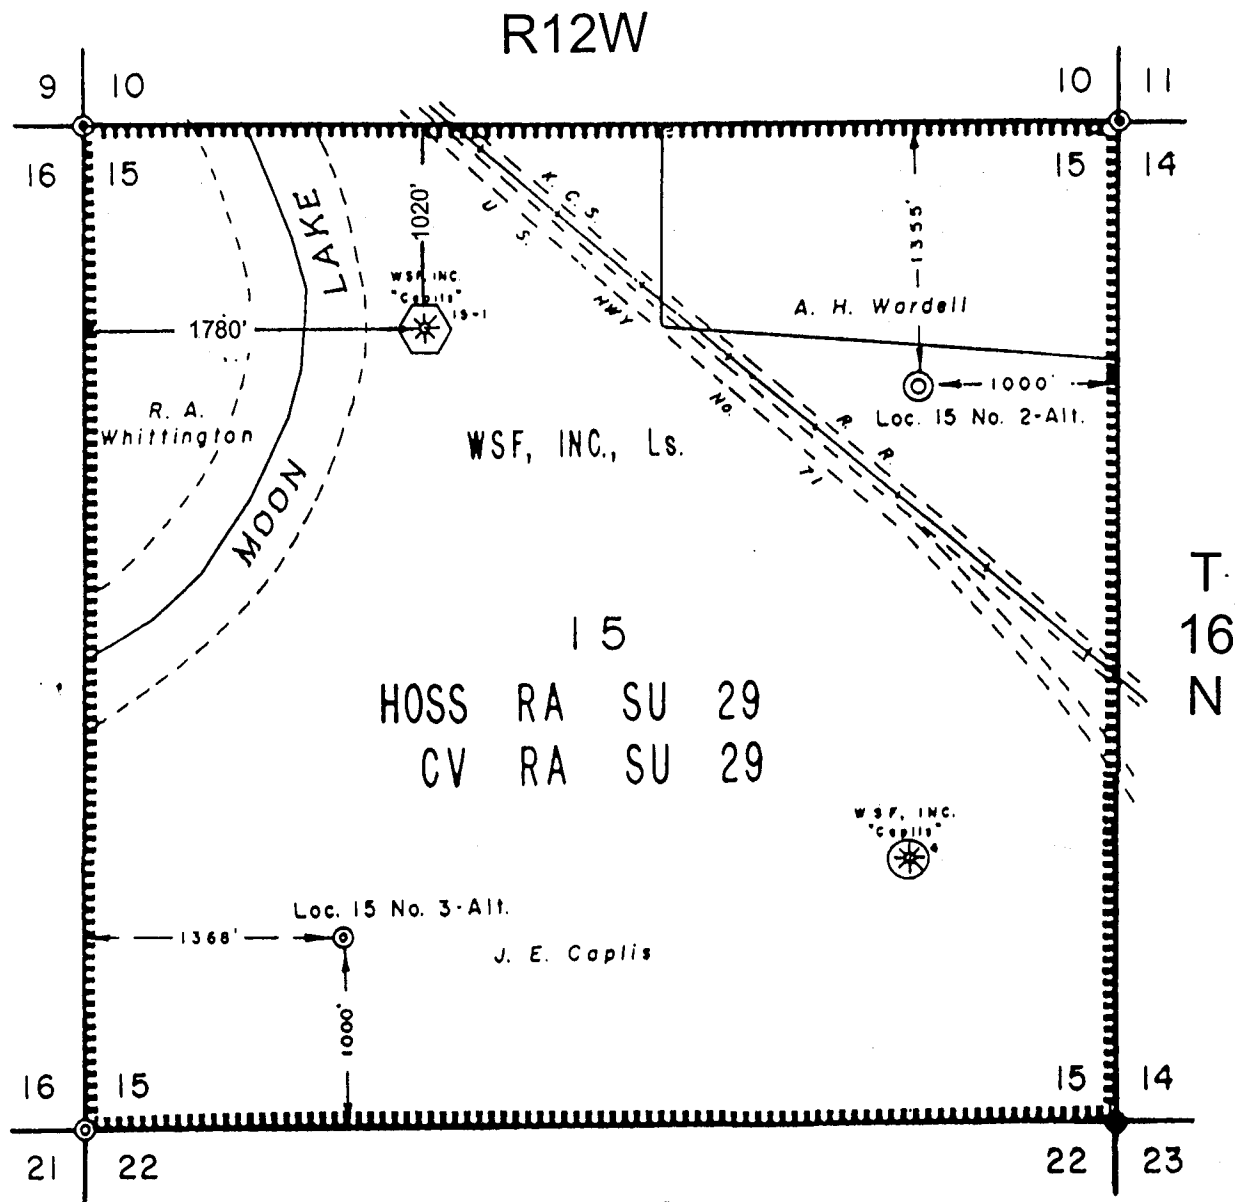 R12W
9 10
10 11
16 15
15 14
LAKE
K. C. S.
U. S.
1020'
1355'
WSF, INC.
"Caplis"
15-1
HWY
A. H. Wardell
1780'
1000'
R. A.
Whittington
No.
R. R.
Loc. 15 No. 2-Alt.
WSF, INC., Ls.
71
MOON
T.
16
N
15
HOSS RA SU 29
CV RA SU 29
WSF, INC.
"Caplis"
4
Loc. 15 No. 3-Alt.
1368'
J. E. Caplis
1000'
16 15
15 14
21 22
22 23